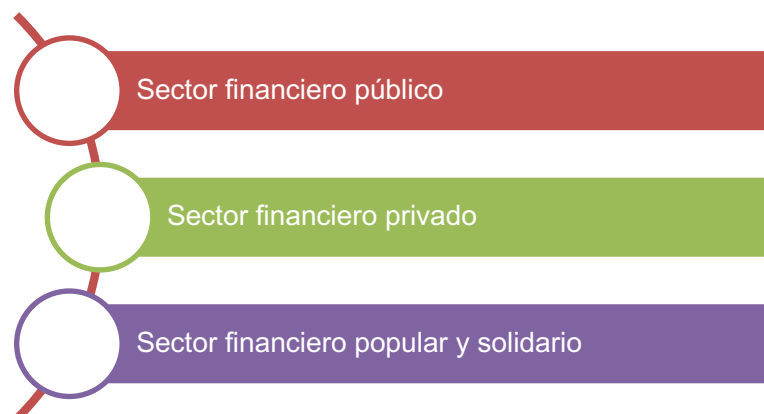 Sector financiero público
Sector financiero privado
Sector financiero popular y solidario